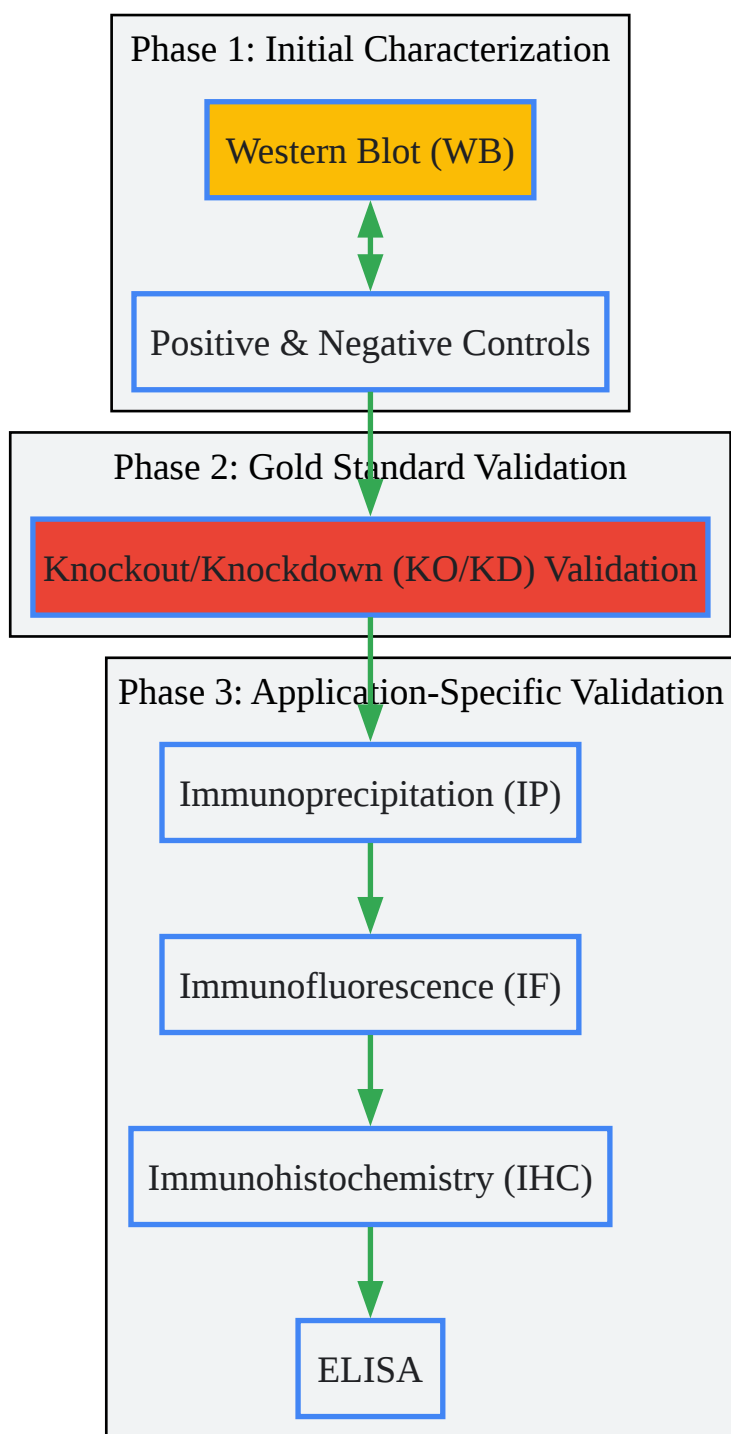 Phase 1: Initial Characterization
Western Blot (WB)
Positive & Negative Controls
Phase 2: Gold Standard Validation
Knockout/Knockdown (KO/KD) Validation
Phase 3: Application-Specific Validation
Immunoprecipitation (IP)
Immunofluorescence (IF)
Immunohistochemistry (IHC)
ELISA